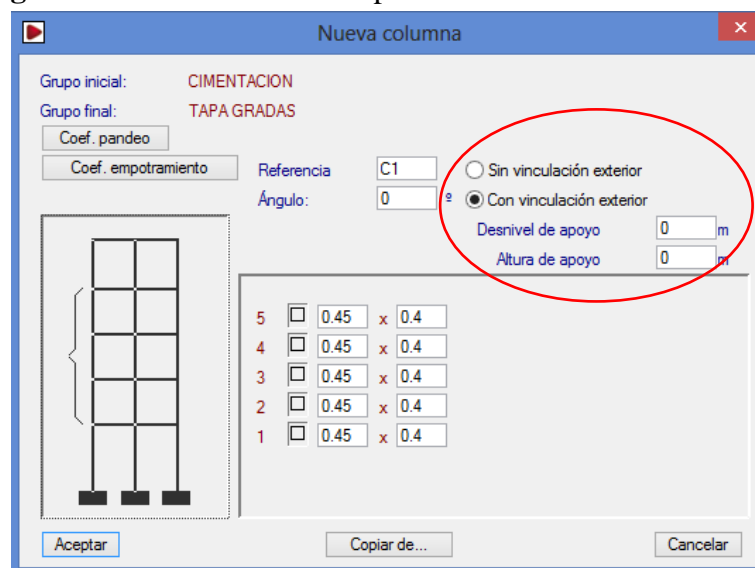 Nueva columna
Grupo inicial: CIMENTACION
Grupo final: TAPA GRADAS
Coef. pandeo
Coef. empotramiento
Referencia C1
Ángulo: 0 º
Sin vinculación exterior
Con vinculación exterior
Desnivel de apoyo 0 m
Altura de apoyo 0 m
5 0.45 x 0.4
4 0.45 x 0.4
3 0.45 x 0.4
2 0.45 x 0.4
1 0.45 x 0.4
Aceptar
Copiar de...
Cancelar